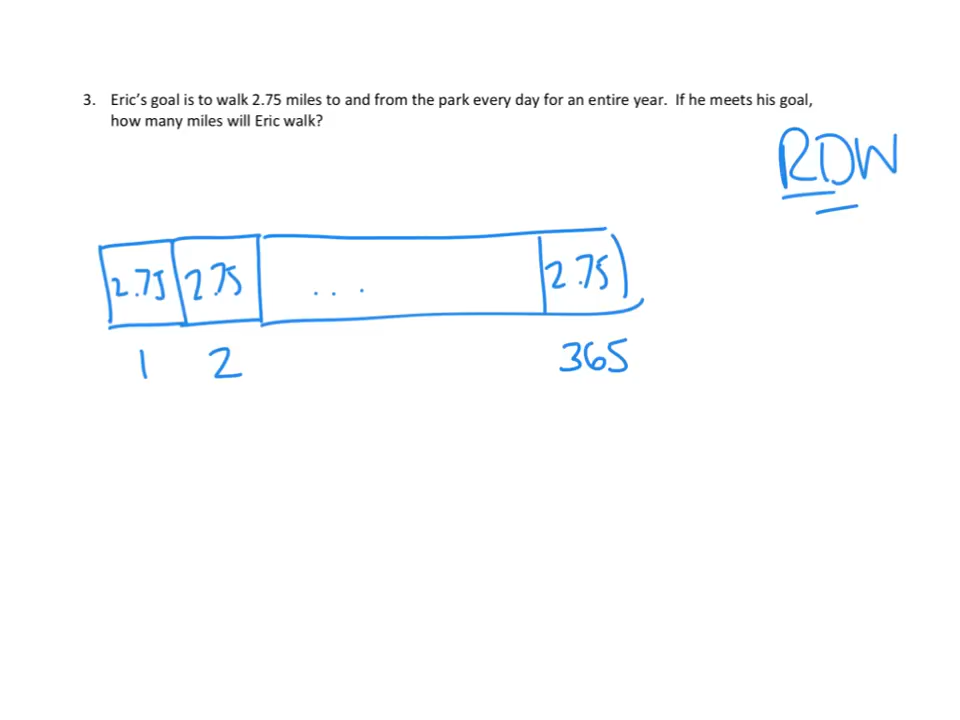 3. Eric's goal is to walk 2.75 miles to and from the park every day for an entire year. If he meets his goal,
how many miles will Eric walk?
RDW
2.75 2.75 ... 2.75
1 2 365